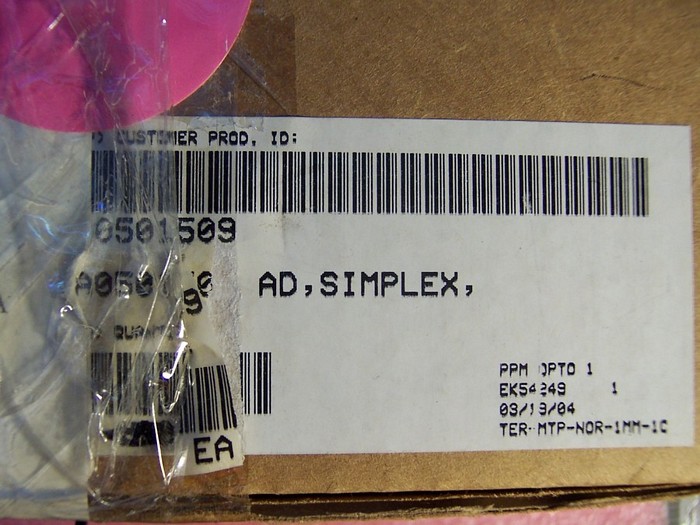 CUSTOMER PROD. ID:
0501509
AD,SIMPLEX,
EA
PPM OPTO 1
EK54249 1
03/19/04
TER-MTP-NOR-1MM-1C